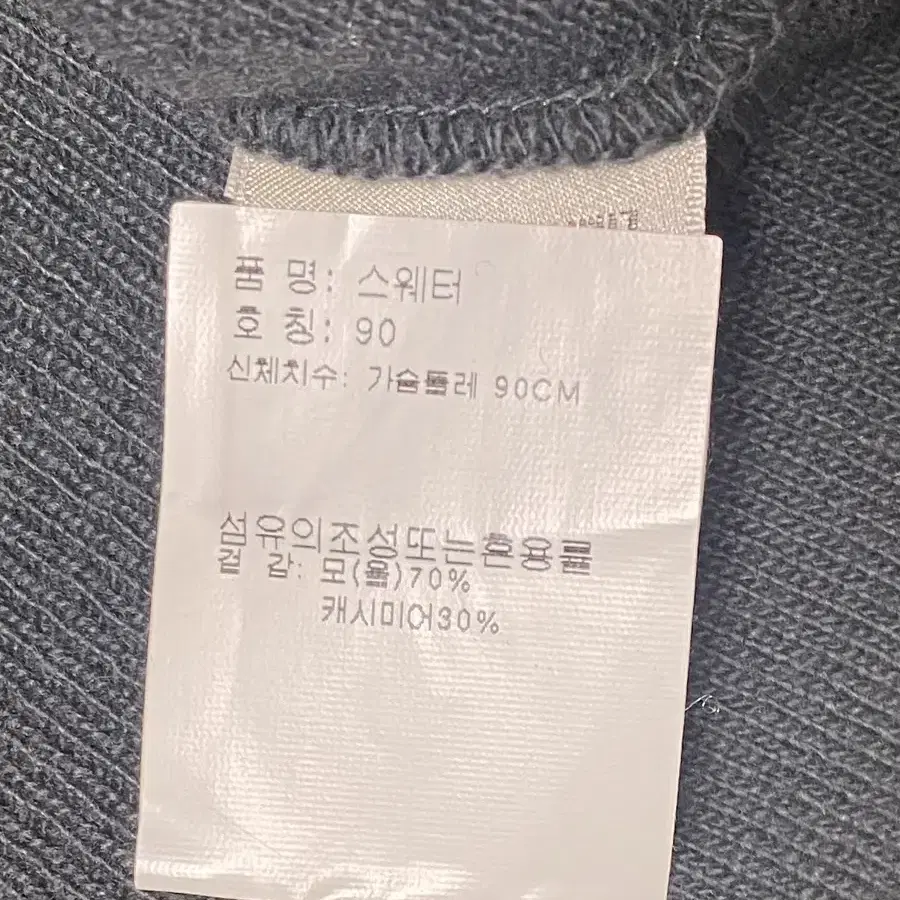 품 명: 스웨터
호 칭: 90
신체치수: 가슴둘레 90CM
섬유의조성또는혼용률
겉 감: 모(울)70%
캐시미어30%